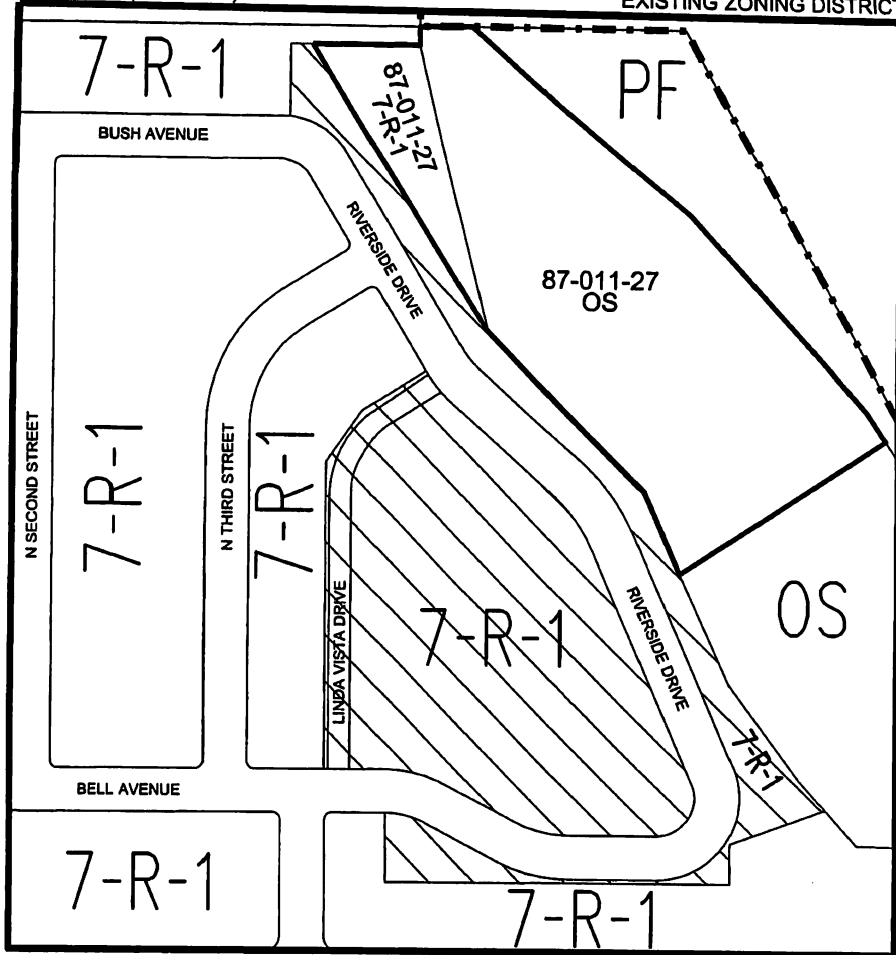 EXISTING ZONING DISTRICT
7-R-1
87-011-27
7-R-1
PF
BUSH AVENUE
RIVERSIDE DRIVE
87-011-27
OS
N SECOND STREET
7-R-1
N THIRD STREET
7-R-1
LINDA VISTA DRIVE
7-R-1
RIVERSIDE DRIVE
OS
7-R-1
BELL AVENUE
7-R-1
7-R-1